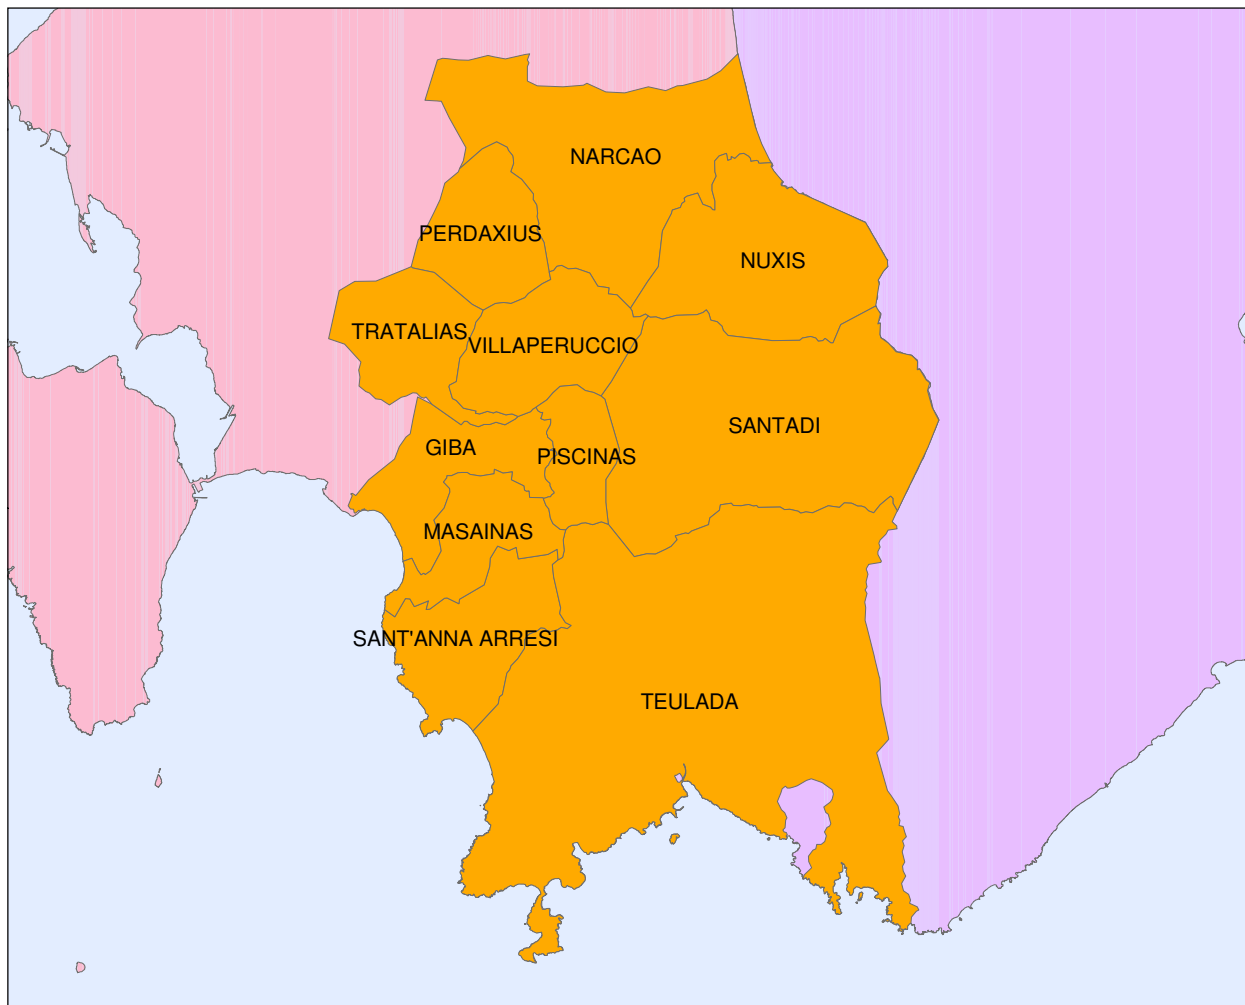 NARCAO
PERDAXIUS
NUXIS
TRATALIAS
VILLAPERUCCIO
SANTADI
GIBA
PISCINAS
MASAINAS
SANT'ANNA ARRESI
TEULADA